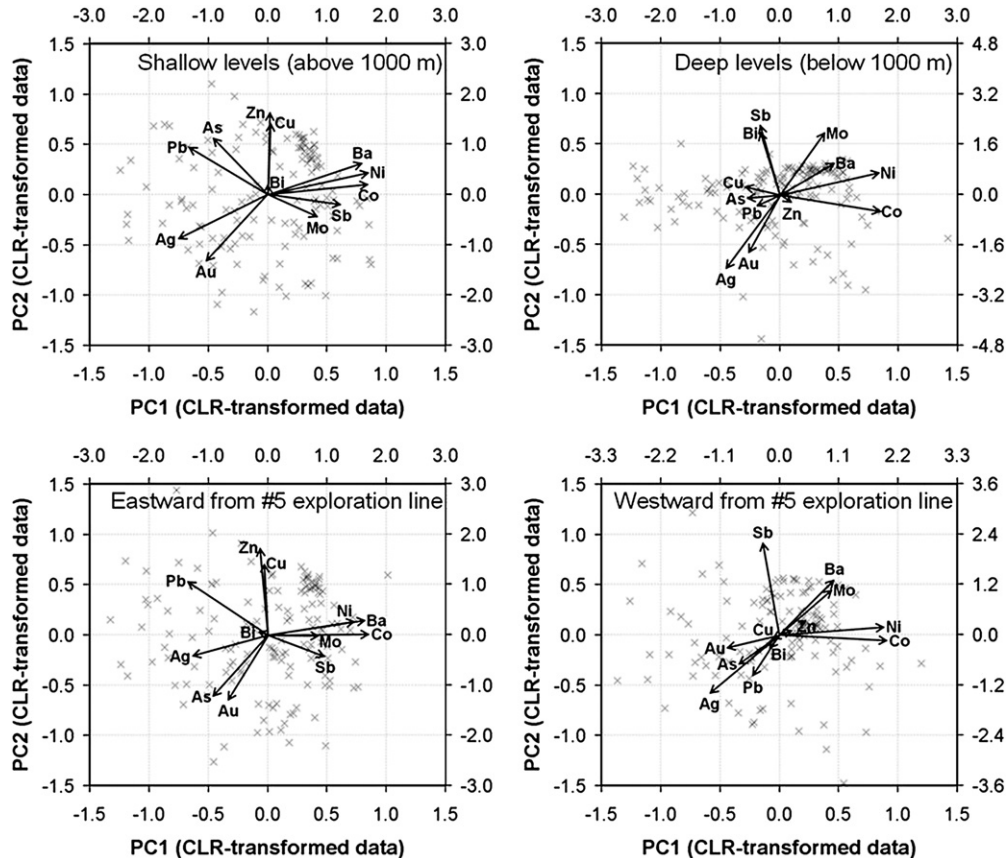 -3.0 -2.0 -1.0 0.0 1.0 2.0 3.0
Shallow levels (above 1000 m)
PC2 (CLR-transformed data)
1.5 1.0 0.5 0.0 -0.5 -1.0 -1.5
3.0 2.0 1.0 0.0 -1.0 -2.0 -3.0
Zn Cu
As
Pb
Ba
Ni
Bi
Co
Sb
Mo
Ag
Au
-1.5 -1.0 -0.5 0.0 0.5 1.0 1.5
PC1 (CLR-transformed data)
-3.0 -2.0 -1.0 0.0 1.0 2.0 3.0
Deep levels (below 1000 m)
PC2 (CLR-transformed data)
1.5 1.0 0.5 0.0 -0.5 -1.0 -1.5
4.8 3.2 1.6 0.0 -1.6 -3.2 -4.8
Sb
Bi Mo
Ba
Ni
Cu
As
Pb Zn Co
Au
Ag
-1.5 -1.0 -0.5 0.0 0.5 1.0 1.5
PC1 (CLR-transformed data)
-3.0 -2.0 -1.0 0.0 1.0 2.0 3.0
Eastward from #5 exploration line
PC2 (CLR-transformed data)
1.5 1.0 0.5 0.0 -0.5 -1.0 -1.5
3.0 2.0 1.0 0.0 -1.0 -2.0 -3.0
Zn
Cu
Pb
Ni
Ba
Bi Mo Co
Ag Sb
As
Au
-1.5 -1.0 -0.5 0.0 0.5 1.0 1.5
PC1 (CLR-transformed data)
-3.3 -2.2 -1.1 0.0 1.1 2.2 3.3
Westward from #5 exploration line
PC2 (CLR-transformed data)
1.5 1.0 0.5 0.0 -0.5 -1.0 -1.5
3.6 2.4 1.2 0.0 -1.2 -2.4 -3.6
Sb
Ba
Mo
Cu Zn Ni
Au Co
Bi
As
Pb
Ag
-1.5 -1.0 -0.5 0.0 0.5 1.0 1.5
PC1 (CLR-transformed data)